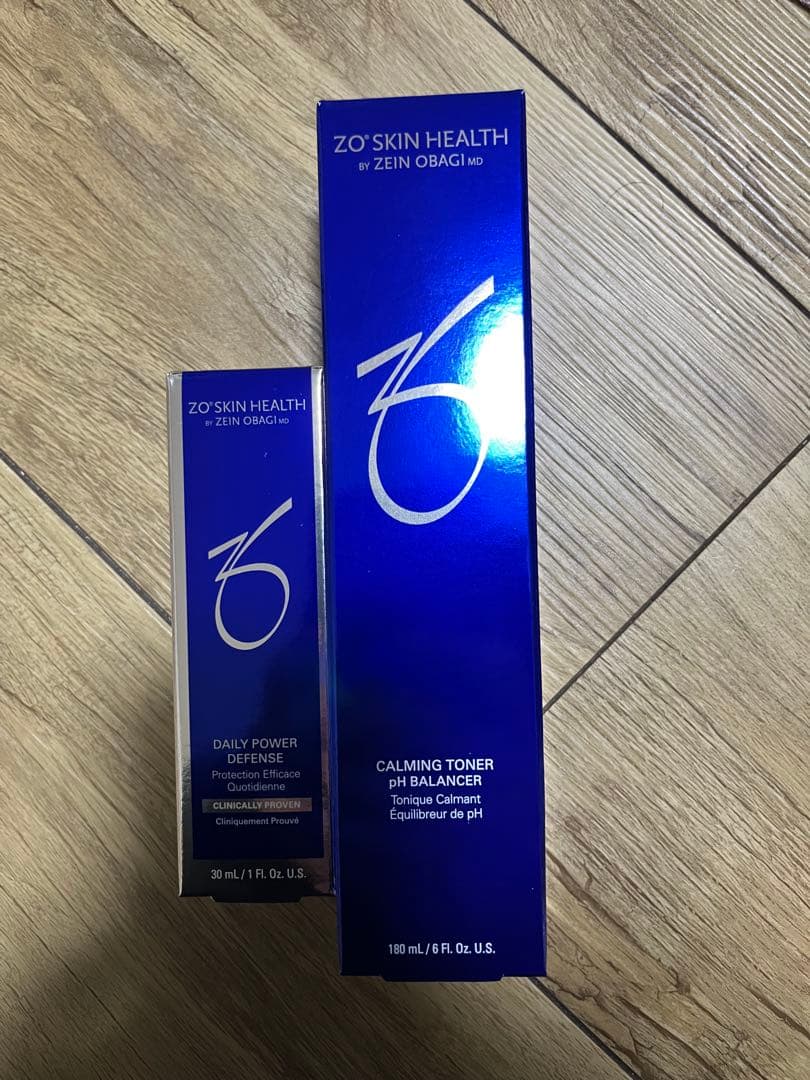 ZO® SKIN HEALTH
BY ZEIN OBAGI MD
DAILY POWER
DEFENSE
Protection Efficace
Quotidienne
CLINICALLY PROVEN
Cliniquement Prouvé
30 mL / 1 Fl. Oz. U.S.
ZO® SKIN HEALTH
BY ZEIN OBAGI MD
CALMING TONER
pH BALANCER
Tonique Calmant
Équilibreur de pH
180 mL / 6 Fl. Oz. U.S.